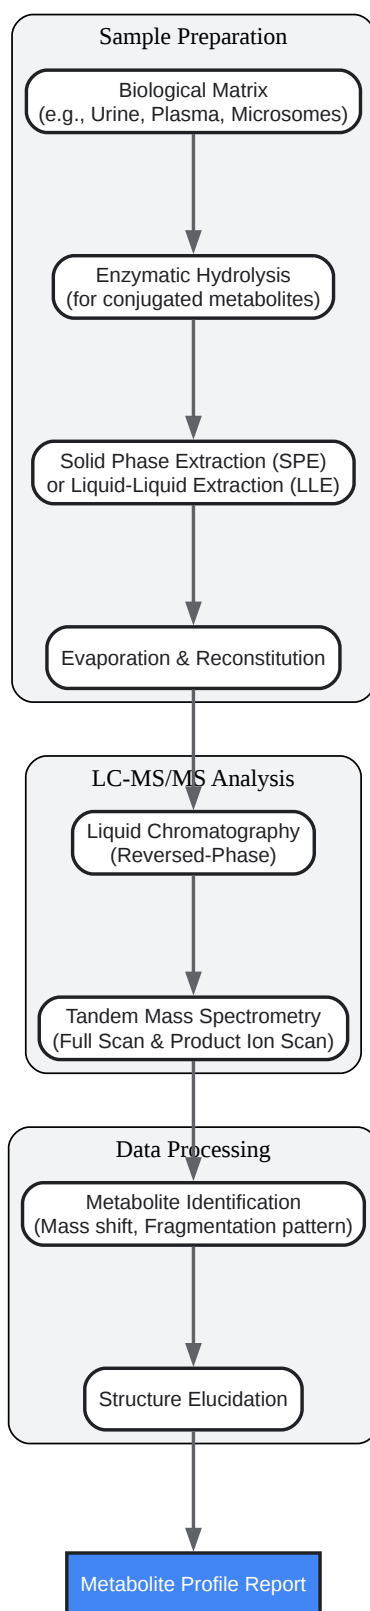 Sample Preparation
Biological Matrix
(e.g., Urine, Plasma, Microsomes)
Enzymatic Hydrolysis
(for conjugated metabolites)
Solid Phase Extraction (SPE)
or Liquid-Liquid Extraction (LLE)
Evaporation & Reconstitution
LC-MS/MS Analysis
Liquid Chromatography
(Reversed-Phase)
Tandem Mass Spectrometry
(Full Scan & Product Ion Scan)
Data Processing
Metabolite Identification
(Mass shift, Fragmentation pattern)
Structure Elucidation
Metabolite Profile Report